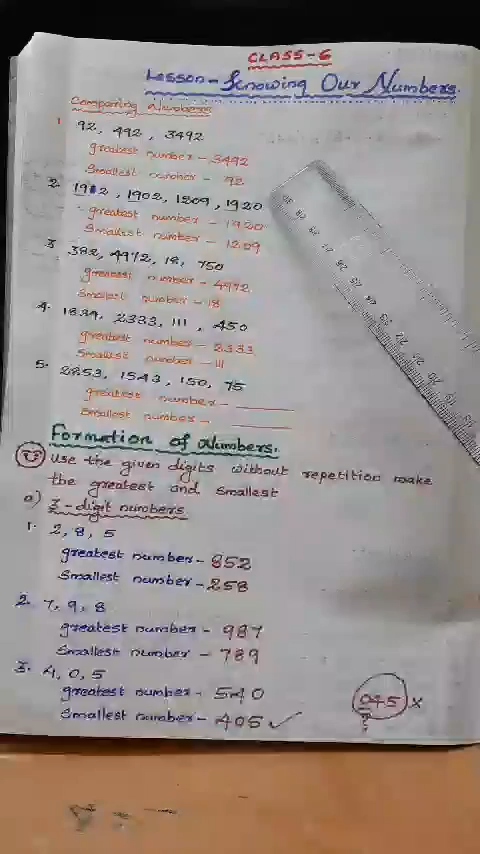 CLASS-6
Lesson - Knowing Our Numbers.
Comparing Numbers
1. 92, 492, 3492
greatest number - 3492
Smallest number - 92
2. 1912, 1902, 1209, 1920
greatest number - 1920
Smallest number - 1209
3. 382, 4972, 18, 750
greatest number - 4972
Smallest number - 18
4. 1834, 2333, 111, 450
greatest number - 2333
Smallest number - 111
5. 2853, 1543, 150, 75
greatest number -
Smallest number -
Formation of Numbers.
Use the given digits without repetition make
the greatest and smallest
a) 3-digit numbers
1. 2, 8, 5
greatest number - 852
Smallest number - 258
2. 7, 9, 8
greatest number - 987
Smallest number - 789
3. 4, 0, 5
greatest number - 540
Smallest number - 405 ✓
045 x
?